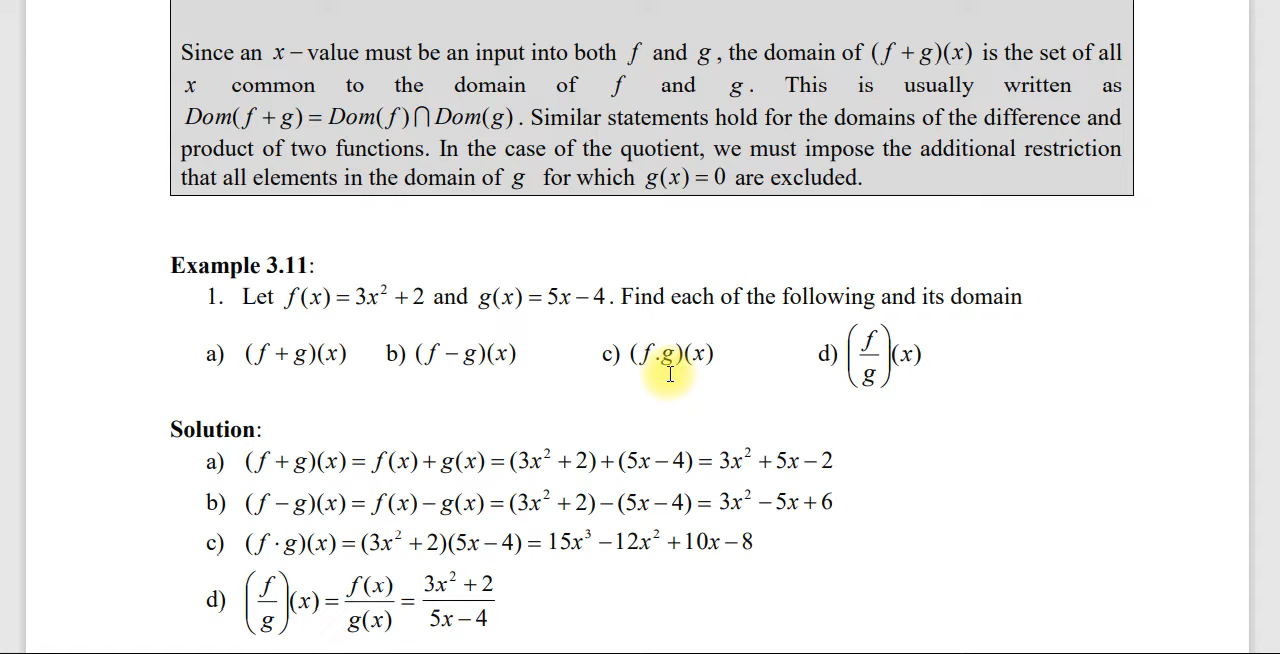 Since an x – value must be an input into both f and g, the domain of (f + g)(x) is the set of all
x common to the domain of f and g. This is usually written as
Dom(f + g) = Dom(f) ⋂ Dom(g). Similar statements hold for the domains of the difference and
product of two functions. In the case of the quotient, we must impose the additional restriction
that all elements in the domain of g for which g(x) = 0 are excluded.
Example 3.11:
1. Let f(x) = 3x² + 2 and g(x) = 5x – 4. Find each of the following and its domain
a) (f + g)(x) b) (f – g)(x) c) (f.g)(x) d) (f/g)(x)
Solution:
a) (f + g)(x) = f(x) + g(x) = (3x² + 2) + (5x – 4) = 3x² + 5x – 2
b) (f – g)(x) = f(x) – g(x) = (3x² + 2) – (5x – 4) = 3x² – 5x + 6
c) (f · g)(x) = (3x² + 2)(5x – 4) = 15x³ – 12x² + 10x – 8
d) (f/g)(x) = f(x)/g(x) = (3x² + 2)/(5x – 4)